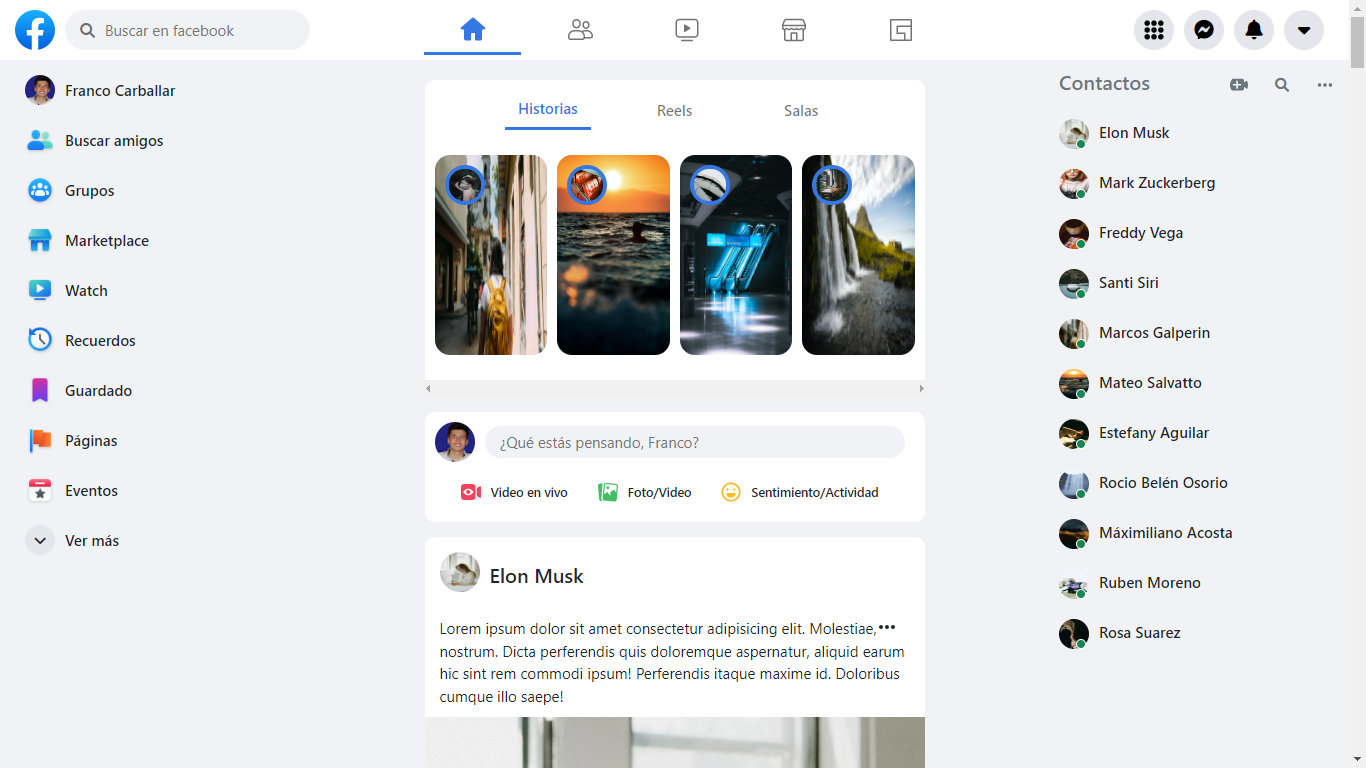 Buscar en facebook
Franco Carballar
Buscar amigos
Grupos
Marketplace
Watch
Recuerdos
Guardado
Páginas
Eventos
Ver más
Historias
Reels
Salas
¿Qué estás pensando, Franco?
Video en vivo
Foto/Video
Sentimiento/Actividad
Elon Musk
Lorem ipsum dolor sit amet consectetur adipisicing elit. Molestiae,
nostrum. Dicta perferendis quis doloremque aspernatur, aliquid earum
hic sint rem commodi ipsum! Perferendis itaque maxime id. Doloribus
cumque illo saepe!
Contactos
Elon Musk
Mark Zuckerberg
Freddy Vega
Santi Siri
Marcos Galperin
Mateo Salvatto
Estefany Aguilar
Rocio Belén Osorio
Máximiliano Acosta
Ruben Moreno
Rosa Suarez